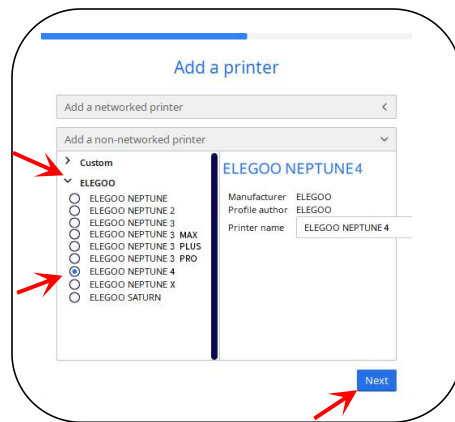 Add a printer
Add a networked printer
Add a non-networked printer
Custom
ELEGOO
ELEGOO NEPTUNE
ELEGOO NEPTUNE 2
ELEGOO NEPTUNE 3
ELEGOO NEPTUNE 3 MAX
ELEGOO NEPTUNE 3 PLUS
ELEGOO NEPTUNE 3 PRO
ELEGOO NEPTUNE 4
ELEGOO NEPTUNE X
ELEGOO SATURN
ELEGOO NEPTUNE4
Manufacturer ELEGOO
Profile author ELEGOO
Printer name ELEGOO NEPTUNE 4
Next